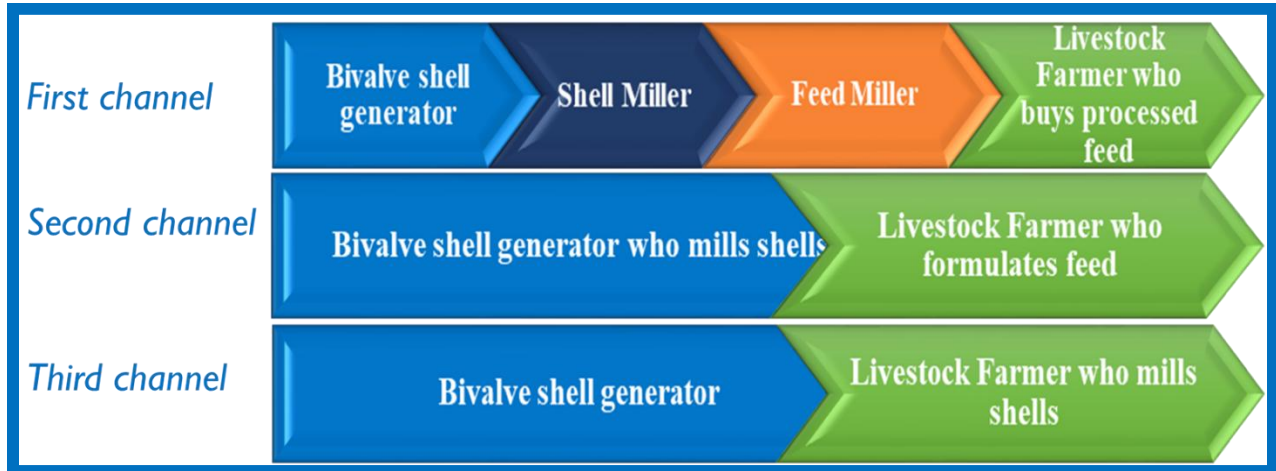 First channel
Bivalve shell
generator
Shell Miller
Feed Miller
Livestock
Farmer who
buys processed
feed
Second channel
Bivalve shell generator who mills shells
Livestock Farmer who
formulates feed
Third channel
Bivalve shell generator
Livestock Farmer who mills
shells